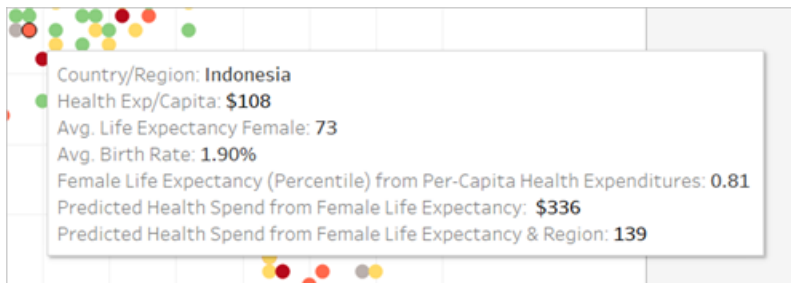 Country/Region: Indonesia
Health Exp/Capita: $108
Avg. Life Expectancy Female: 73
Avg. Birth Rate: 1.90%
Female Life Expectancy (Percentile) from Per-Capita Health Expenditures: 0.81
Predicted Health Spend from Female Life Expectancy: $336
Predicted Health Spend from Female Life Expectancy & Region: 139